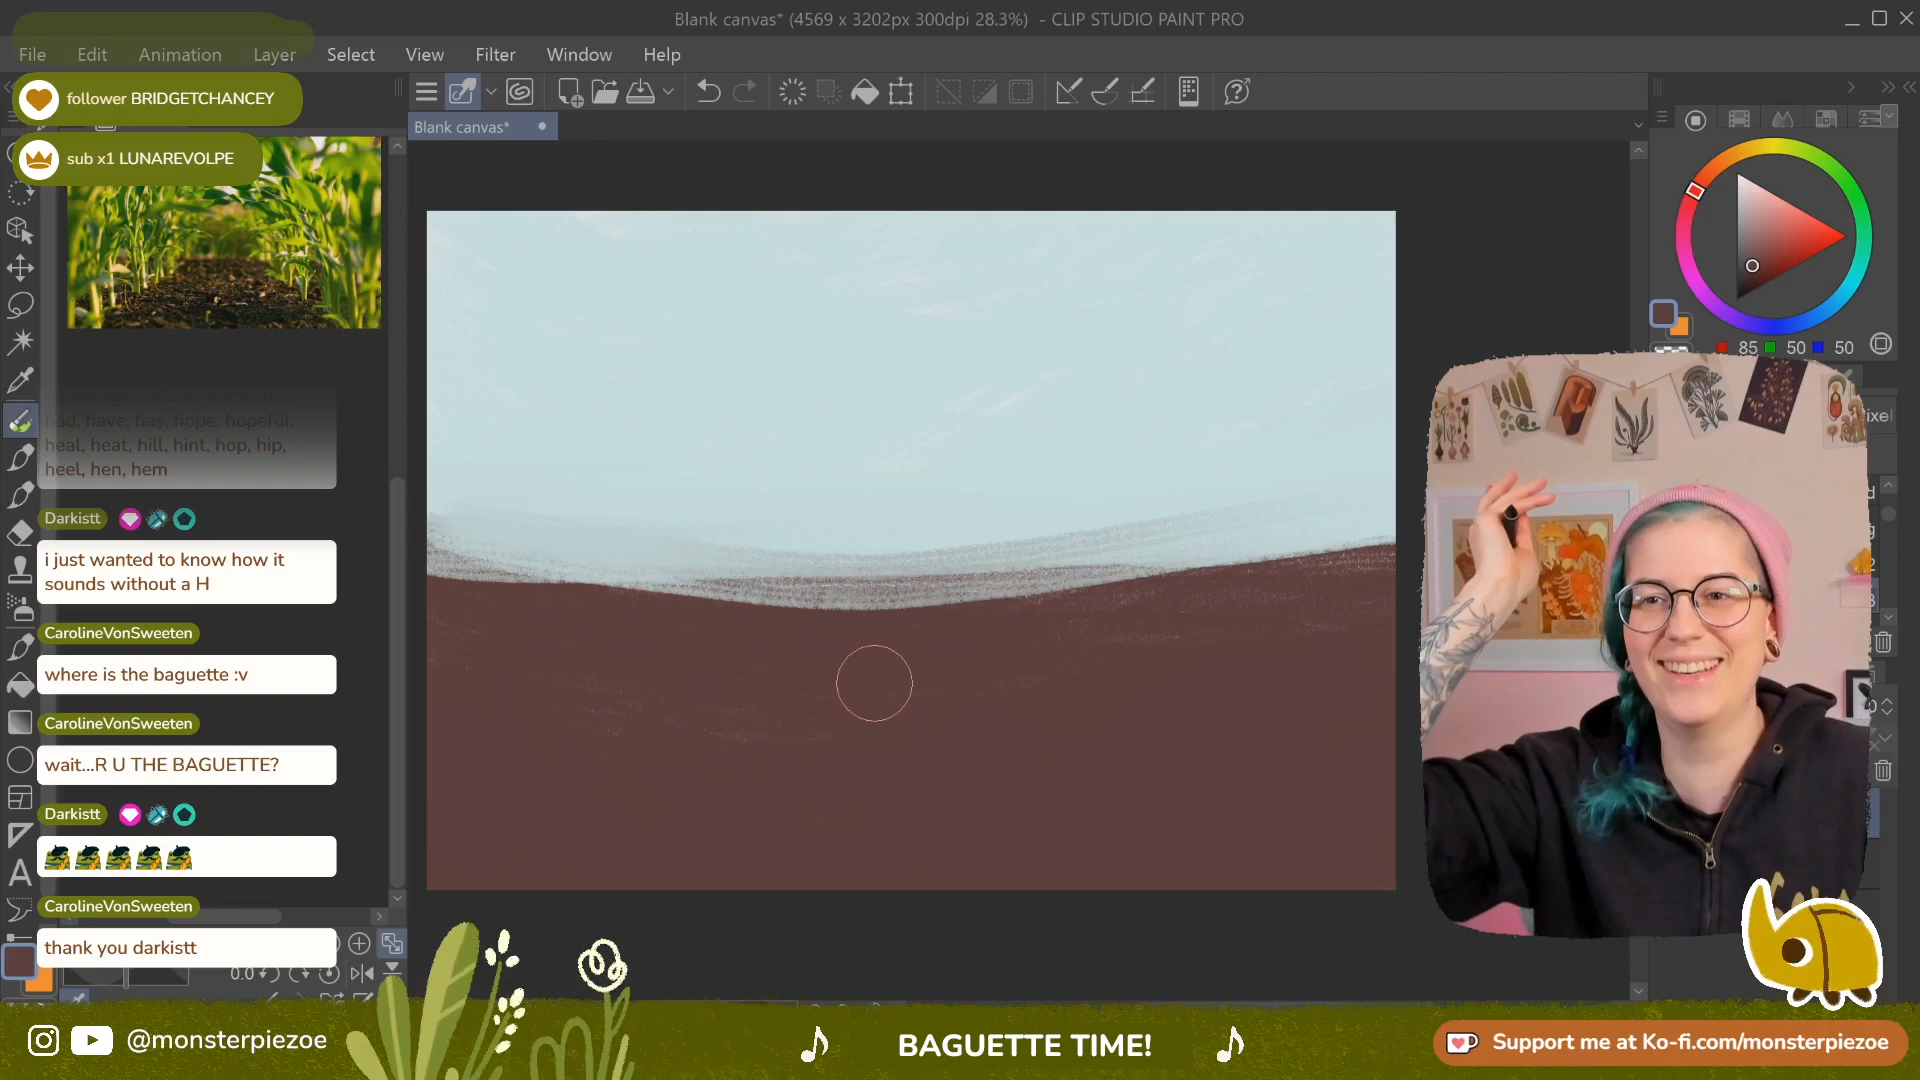 Blank canvas* (4569 x 3202px 300dpi 28.3%) - CLIP STUDIO PAINT PRO
File Edit Animation Layer Select View Filter Window Help
follower BRIDGETCHANCEY
Blank canvas*
sub x1 LUNAREVOLPE
85 50 50
had, have, has, hope, hopeful,
heal, heat, hill, hint, hop, hip,
heel, hen, hem
Darkistt
i just wanted to know how it
sounds without a H
CarolineVonSweeten
where is the baguette :v
CarolineVonSweeten
wait...R U THE BAGUETTE?
Darkistt
CarolineVonSweeten
thank you darkistt
0.0
@monsterpiezoe
BAGUETTE TIME!
Support me at Ko-fi.com/monsterpiezoe